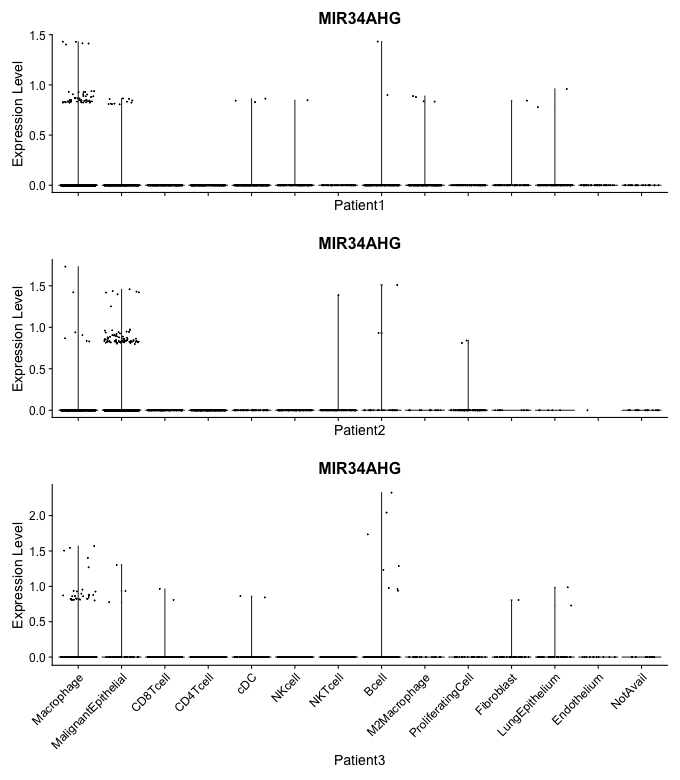 MIR34AHG
Expression Level
1.5
1.0
0.5
0.0
Patient1
MIR34AHG
Expression Level
1.5
1.0
0.5
0.0
Patient2
MIR34AHG
Expression Level
2.0
1.5
1.0
0.5
0.0
Macrophage
MalignantEpithelial
CD8Tcell
CD4Tcell
cDC
NKcell
NKTcell
Bcell
M2Macrophage
ProliferatingCell
Fibroblast
LungEpithelium
Endothelium
NotAvail
Patient3